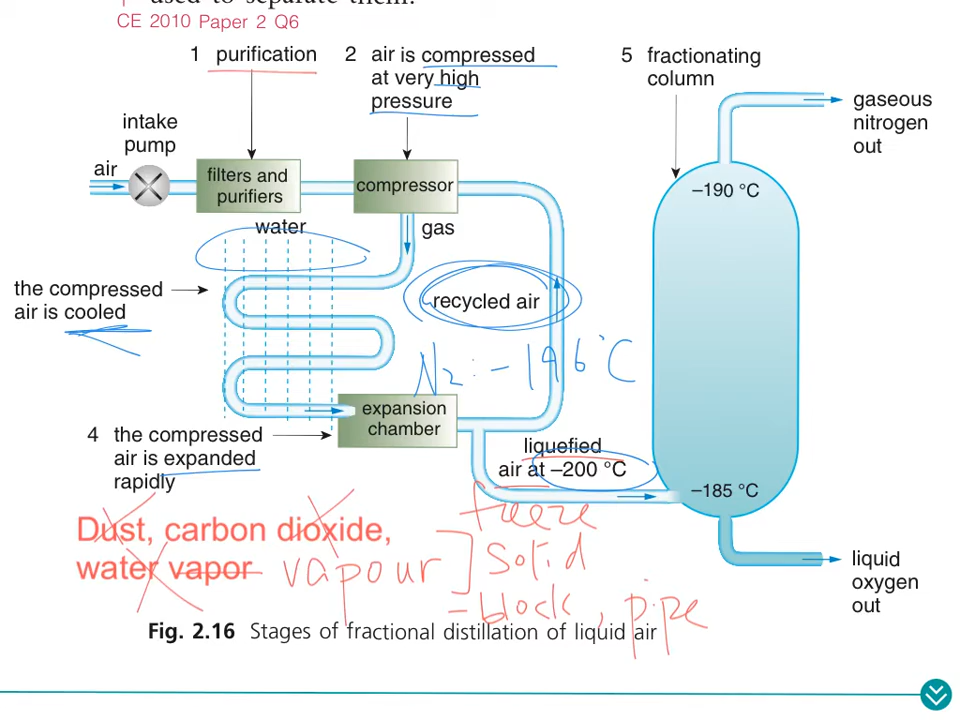 used to separate them.
CE 2010 Paper 2 Q6
1 purification
2 air is compressed
at very high
pressure
5 fractionating
column
gaseous
nitrogen
out
intake
pump
air
filters and
purifiers
compressor
–190 °C
water
gas
the compressed
air is cooled
recycled air
N2: -196°C
expansion
chamber
4 the compressed
air is expanded
rapidly
liquefied
air at –200 °C
–185 °C
Dust, carbon dioxide,
water vapor vapour
freeze
solid
= block, pipe
liquid
oxygen
out
Fig. 2.16 Stages of fractional distillation of liquid air